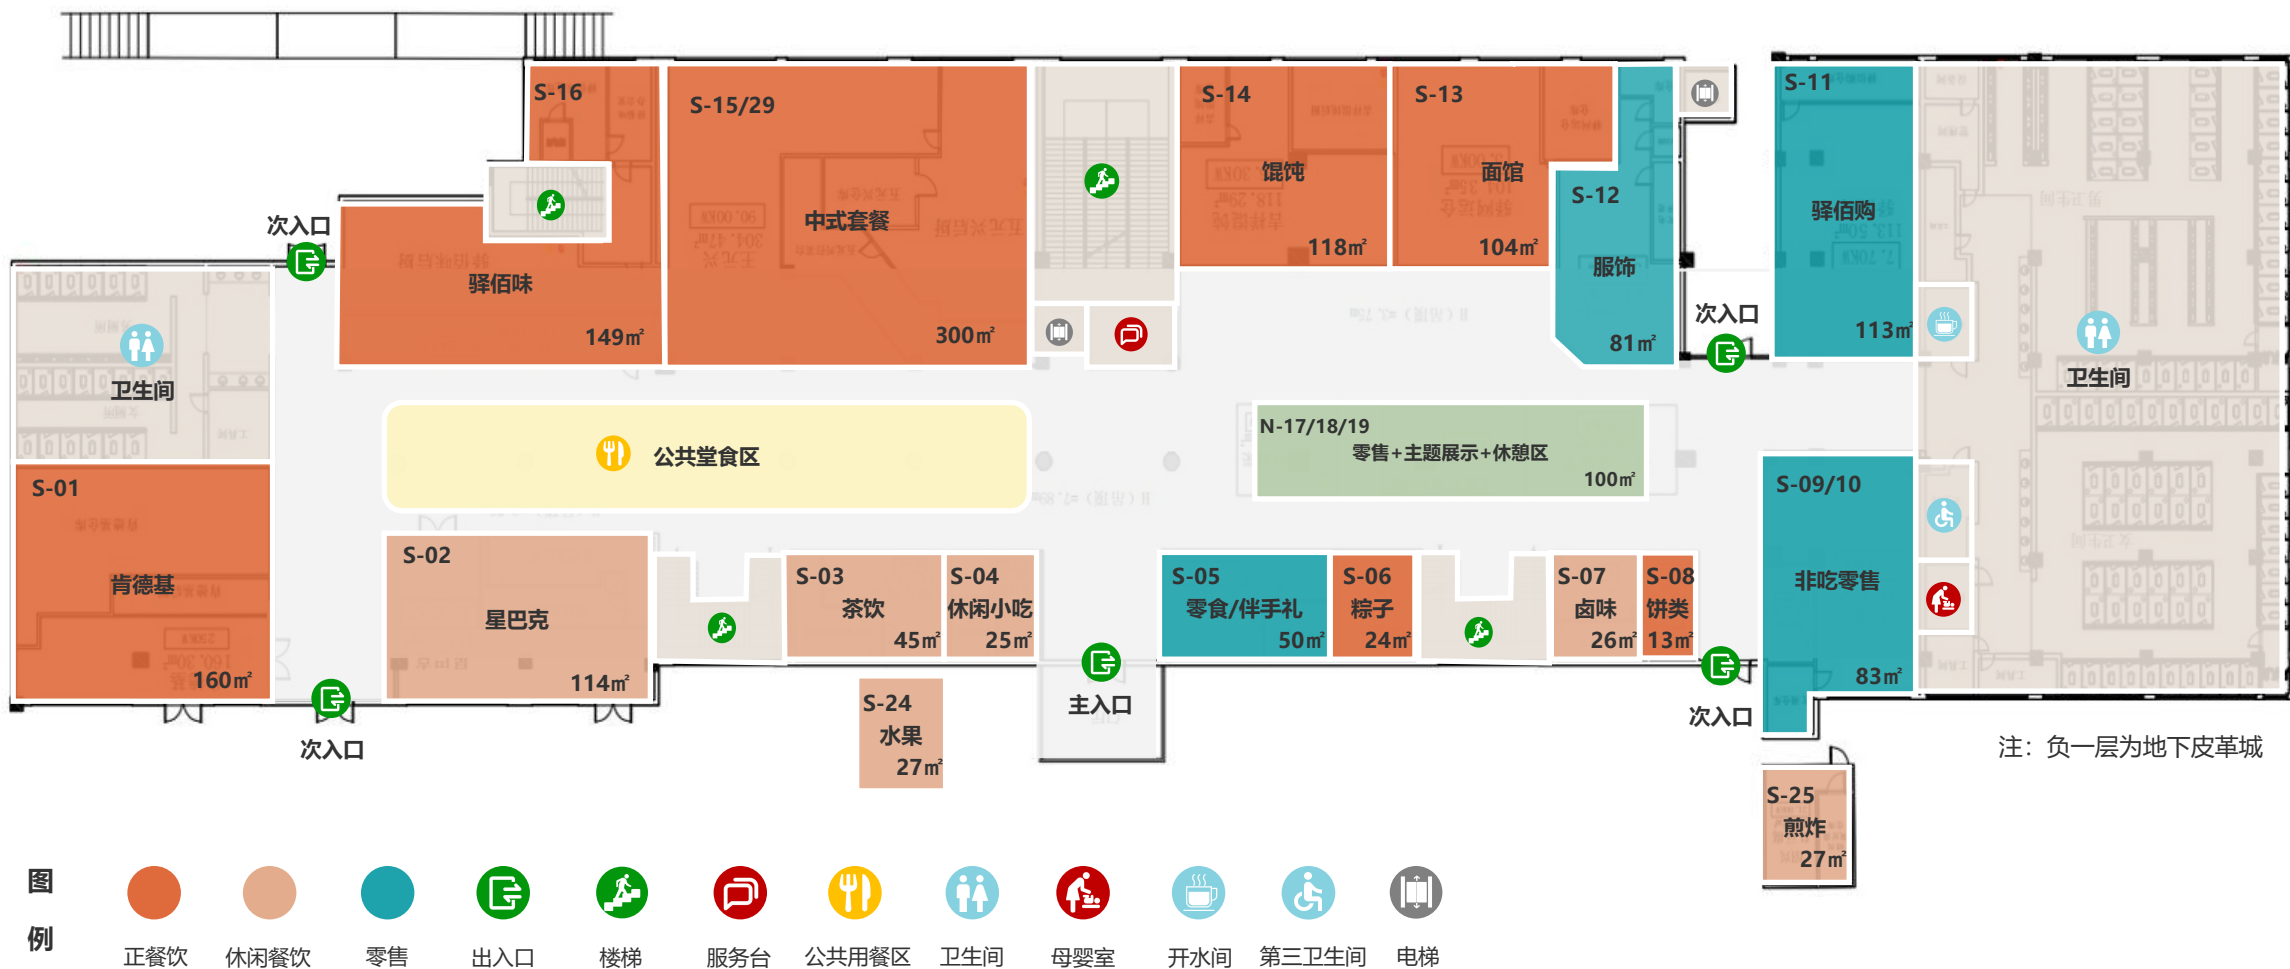 S-16
S-15/29
S-14
S-13
S-11
馄饨
面馆
S-12
驿佰购
次入口
中式套餐
118㎡
104㎡
服饰
驿佰味
次入口
149㎡
300㎡
81㎡
113㎡
卫生间
卫生间
N-17/18/19
零售+主题展示+休憩区
100㎡
公共堂食区
S-01
S-09/10
S-02
S-03
S-04
S-05
S-06
S-07
S-08
肯德基
星巴克
茶饮
休闲小吃
零食/伴手礼
粽子
卤味
饼类
非吃零售
45㎡
25㎡
50㎡
24㎡
26㎡
13㎡
160㎡
114㎡
83㎡
S-24
主入口
次入口
水果
次入口
27㎡
注：负一层为地下皮革城
S-25
煎炸
27㎡
图
例
正餐饮
休闲餐饮
零售
出入口
楼梯
服务台
公共用餐区
卫生间
母婴室
开水间
第三卫生间
电梯